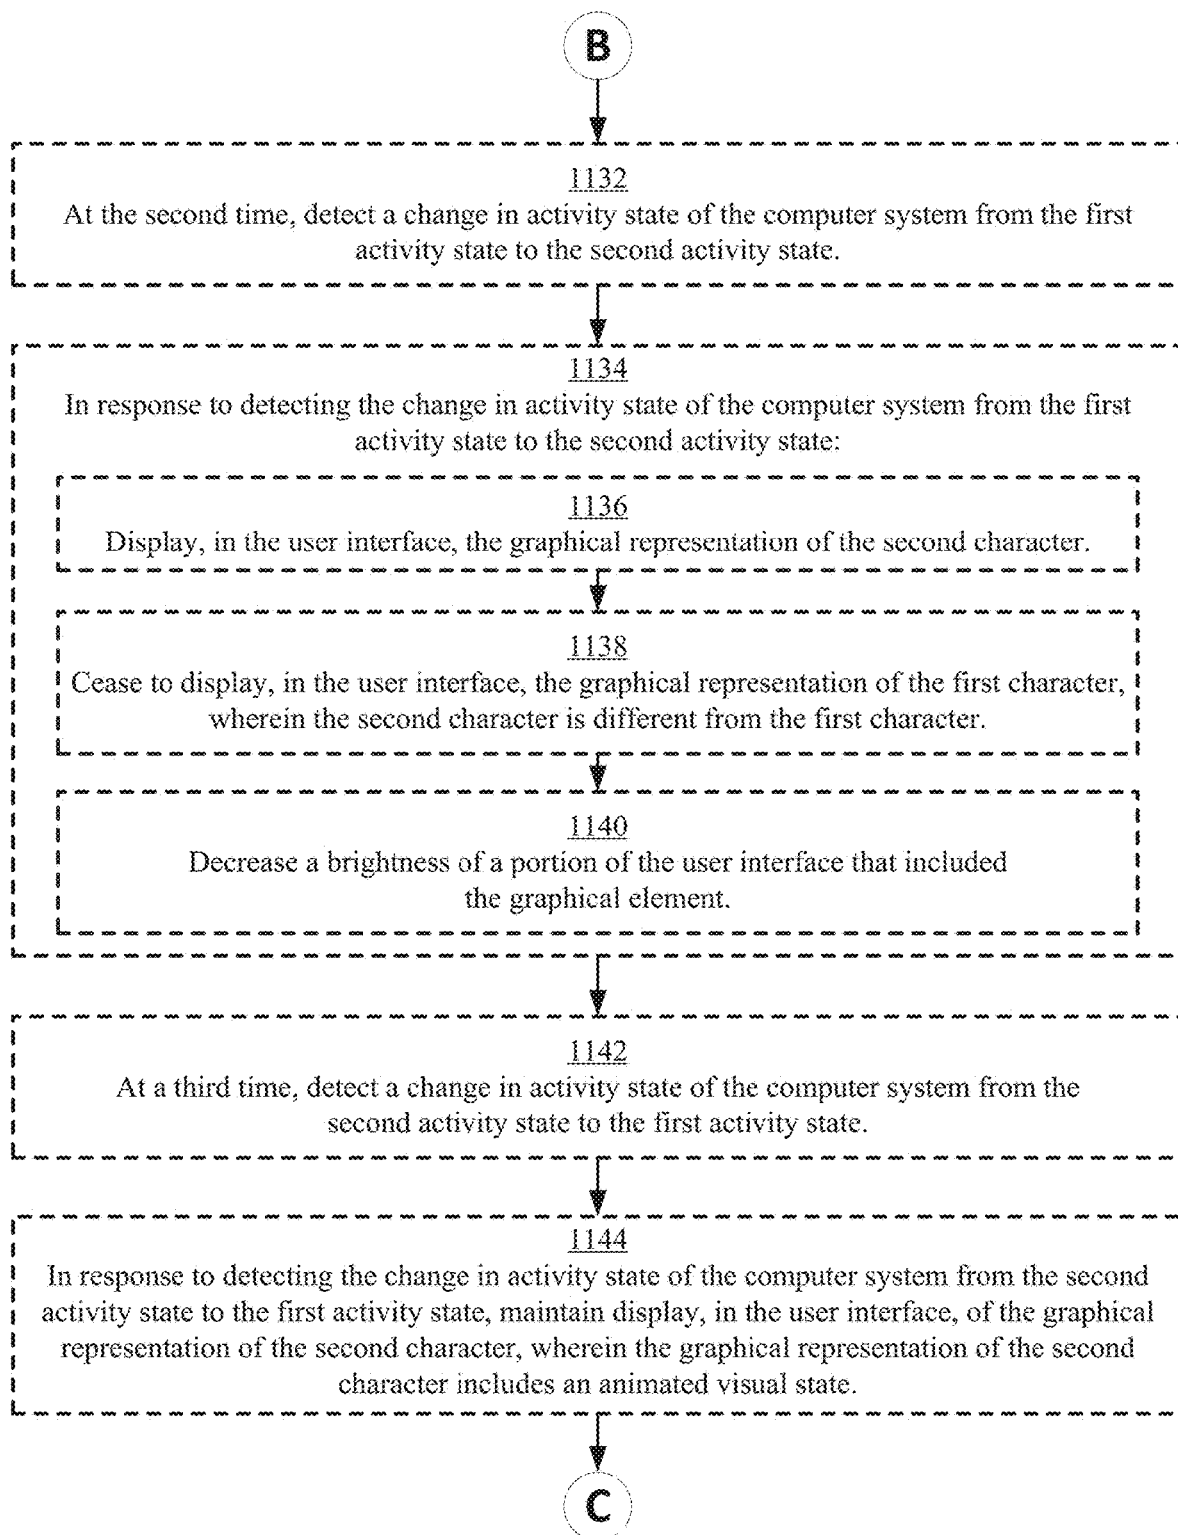 B
1132
At the second time, detect a change in activity state of the computer system from the first
activity state to the second activity state.
1134
In response to detecting the change in activity state of the computer system from the first
activity state to the second activity state:
1136
Display, in the user interface, the graphical representation of the second character.
1138
Cease to display, in the user interface, the graphical representation of the first character,
wherein the second character is different from the first character.
1140
Decrease a brightness of a portion of the user interface that included
the graphical element.
1142
At a third time, detect a change in activity state of the computer system from the
second activity state to the first activity state.
1144
In response to detecting the change in activity state of the computer system from the second
activity state to the first activity state, maintain display, in the user interface, of the graphical
representation of the second character, wherein the graphical representation of the second
character includes an animated visual state.
C